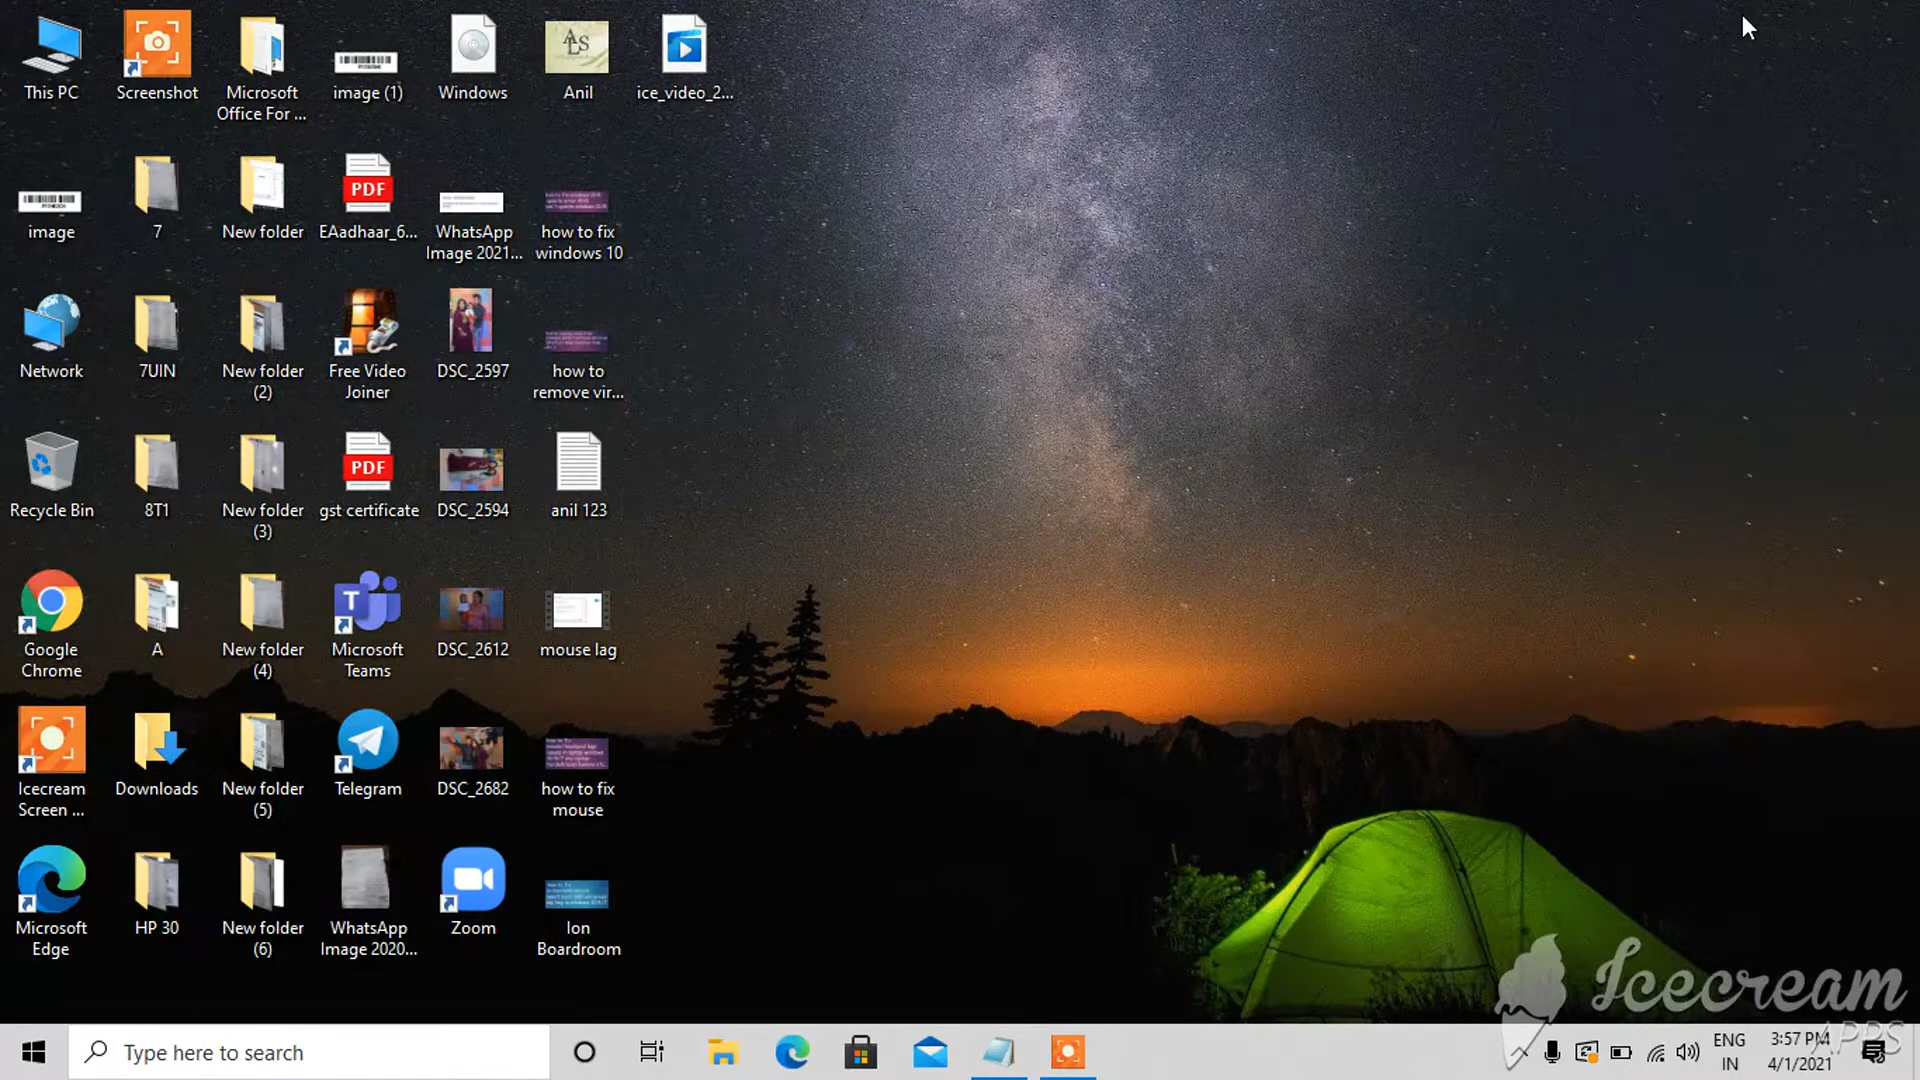 This PC
Screenshot
Microsoft
Office For ...
image (1)
Windows
Anil
ice_video_2...
PDF
image
7
New folder
EAadhaar_6...
WhatsApp
Image 2021...
how to fix
windows 10
Network
7UIN
New folder
(2)
Free Video
Joiner
DSC_2597
how to
remove vir...
PDF
Recycle Bin
8T1
New folder
(3)
gst certificate
DSC_2594
anil 123
Google
Chrome
A
New folder
(4)
Microsoft
Teams
DSC_2612
mouse lag
Icecream
Screen ...
Downloads
New folder
(5)
Telegram
DSC_2682
how to fix
mouse
Microsoft
Edge
HP 30
New folder
(6)
WhatsApp
Image 2020...
Zoom
Ion
Boardroom
Icecream
APPS
Type here to search
ENG
IN
3:57 PM
4/1/2021